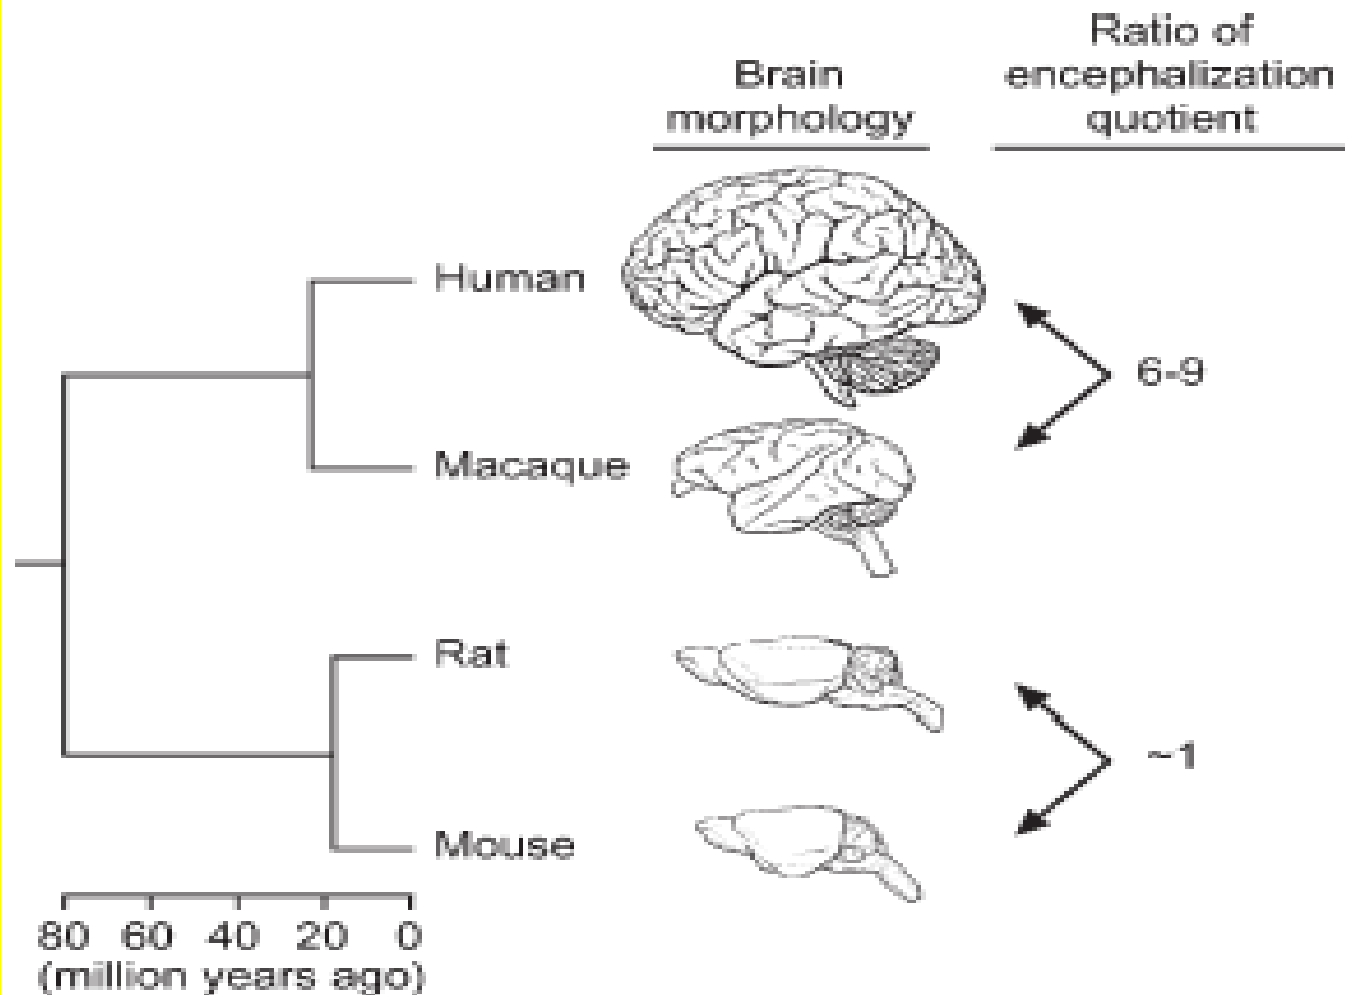 Brain
morphology
Ratio of
encephalization
quotient
Human
6-9
Macaque
Rat
~1
Mouse
80 60 40 20 0
(million years ago)